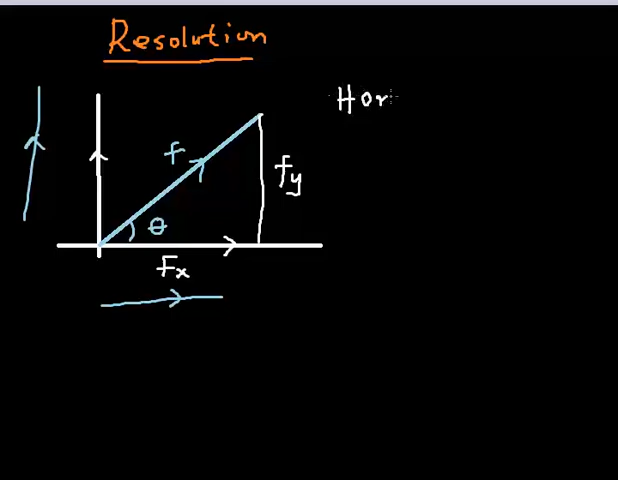 Resolution
Hor
f
fy
θ
Fx